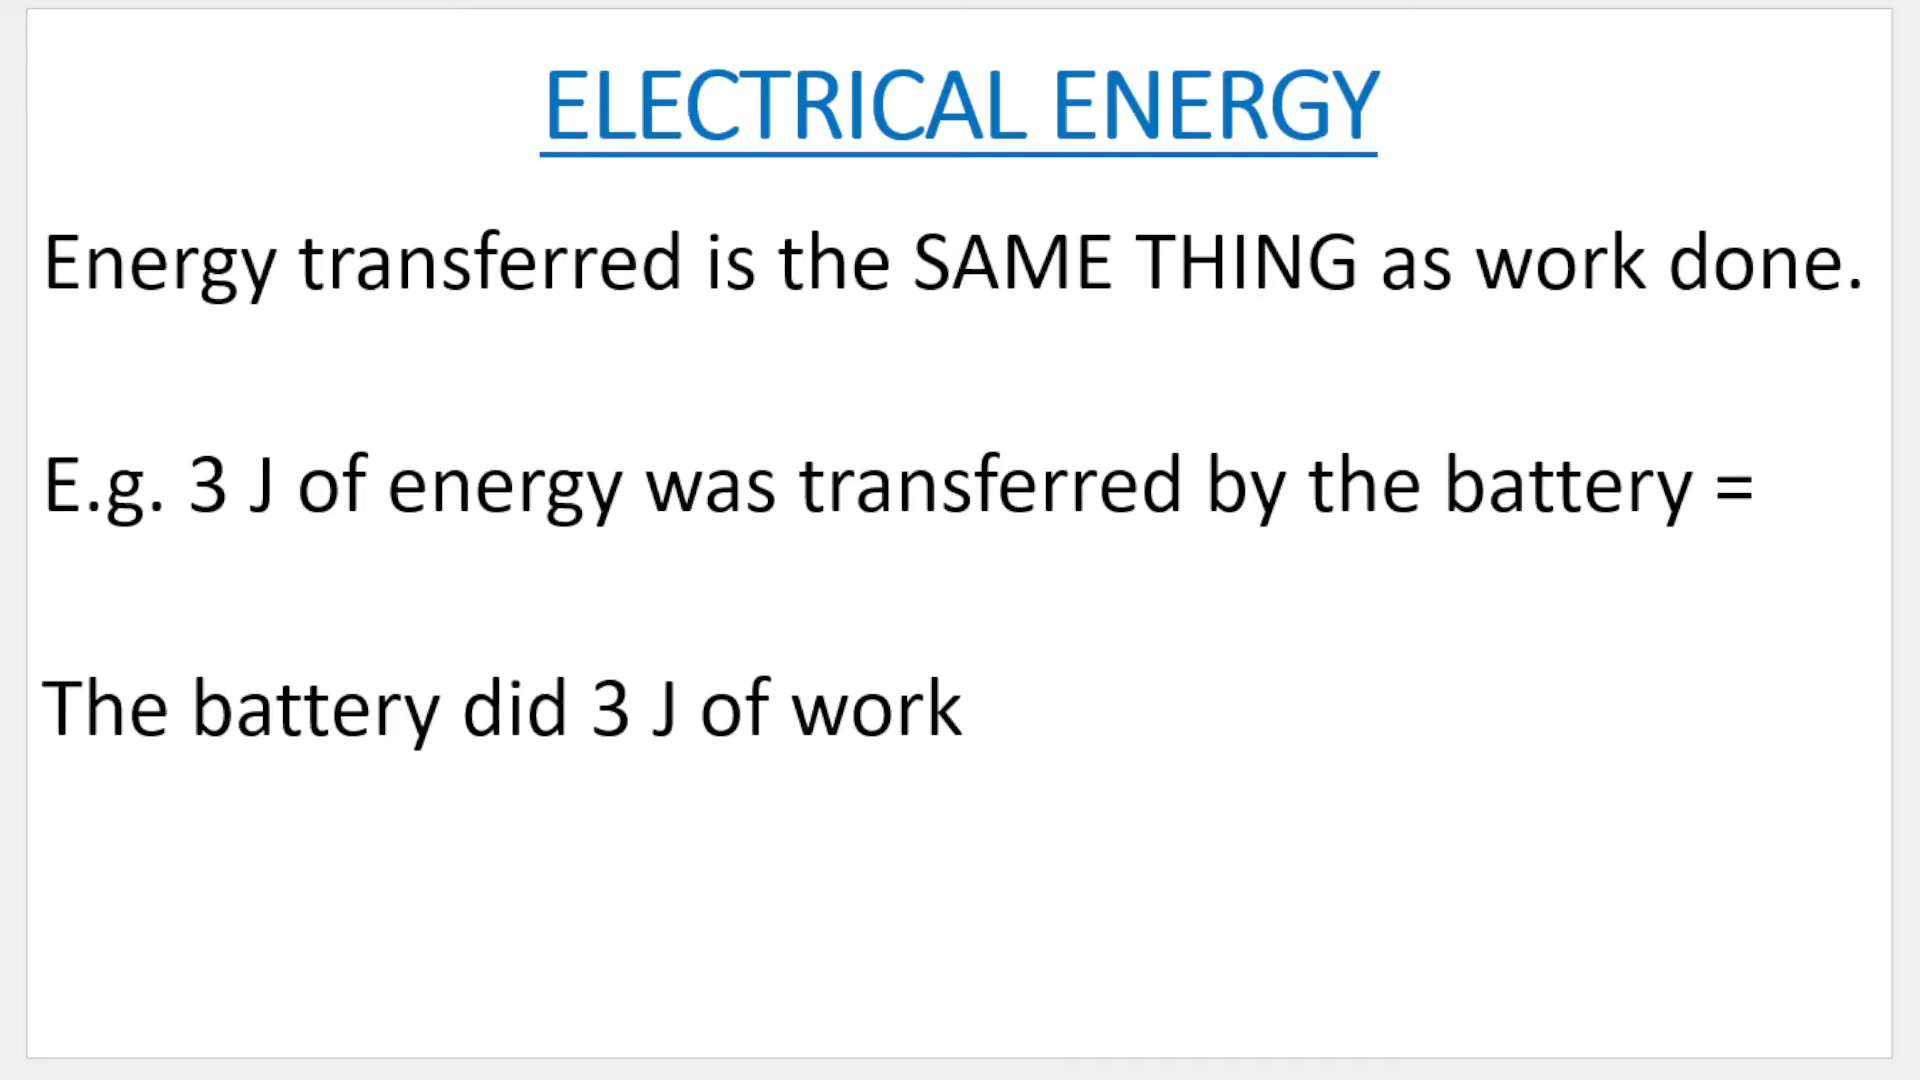 ELECTRICAL ENERGY
Energy transferred is the SAME THING as work done.
E.g. 3 J of energy was transferred by the battery =
The battery did 3 J of work